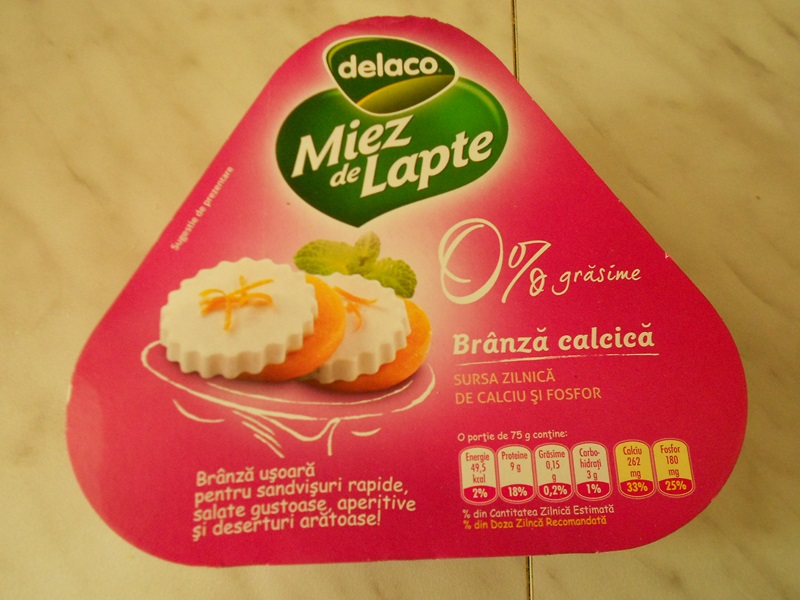 delaco
Miez
de Lapte
Sugestie de prezentare
0% grăsime
Brânză calcică
SURSA ZILNICĂ
DE CALCIU ŞI FOSFOR
O porţie de 75 g conţine:
Energie
49,5
kcal
2%
Proteine
9 g
18%
Grăsime
0,15
g
0,2%
Carbo-
hidraţi
3 g
1%
Calciu
262
mg
33%
Fosfor
180
mg
25%
% din Cantitatea Zilnică Estimată
% din Doza Zilncă Recomandată
Brânză uşoară
pentru sandvişuri rapide,
salate gustoase, aperitive
şi deserturi arătoase!